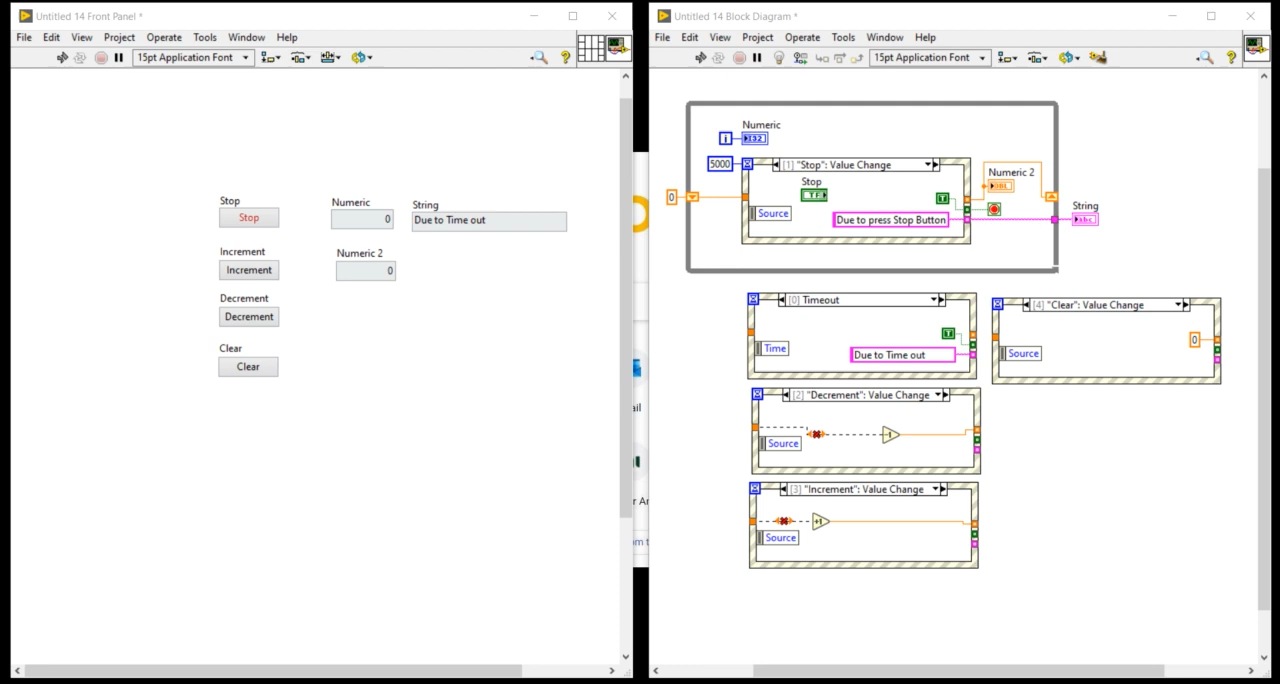 Untitled 14 Front Panel *
File Edit View Project Operate Tools Window Help
15pt Application Font
Stop
Stop
Numeric
0
String
Due to Time out
Increment
Increment
Numeric 2
0
Decrement
Decrement
Clear
Clear
Untitled 14 Block Diagram *
File Edit View Project Operate Tools Window Help
15pt Application Font
Numeric
i
I32
5000
[1] "Stop": Value Change
Stop
TF
Numeric 2
DBL
0
T
Source
Due to press Stop Button
String
abc
[0] Timeout
T
Time
Due to Time out
[4] "Clear": Value Change
0
Source
[2] "Decrement": Value Change
-1
Source
[3] "Increment": Value Change
+1
Source
ail
r A
m t